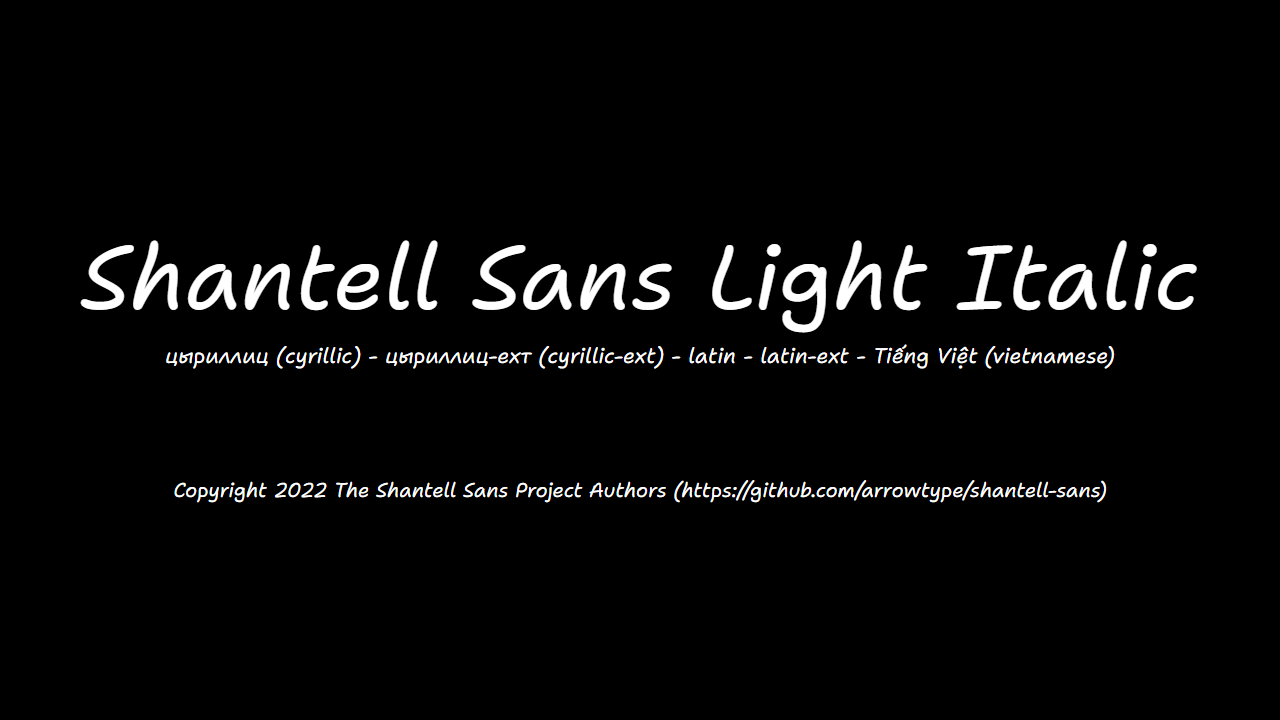 Shantell Sans Light Italic
цыриллиц (cyrillic) - цыриллиц-ехт (cyrillic-ext) - latin - latin-ext - Tiếng Việt (vietnamese)
Copyright 2022 The Shantell Sans Project Authors (https://github.com/arrowtype/shantell-sans)